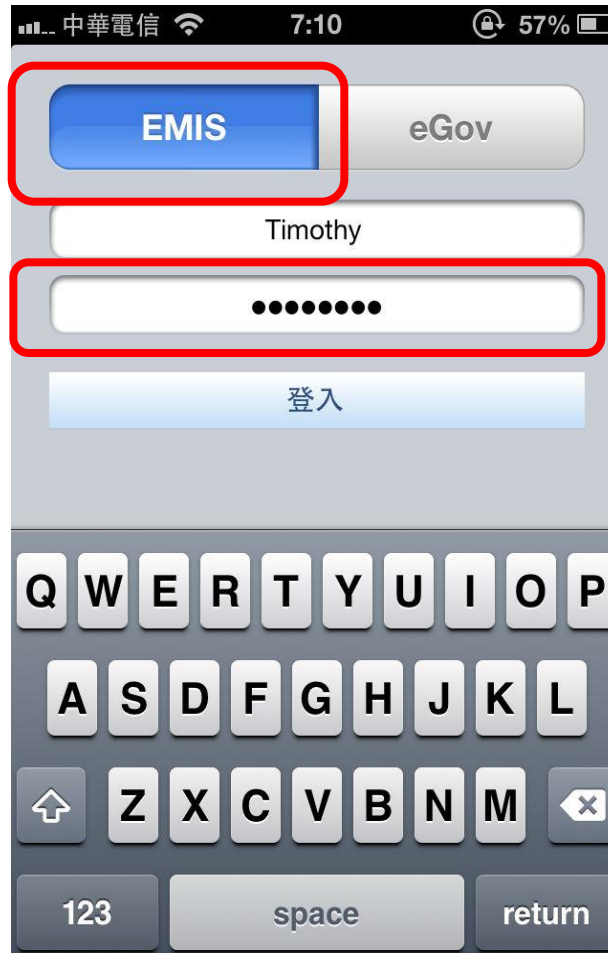 中華電信 7:10 57%
EMIS eGov
Timothy
••••••••
登入
Q W E R T Y U I O P
A S D F G H J K L
Z X C V B N M
123 space return